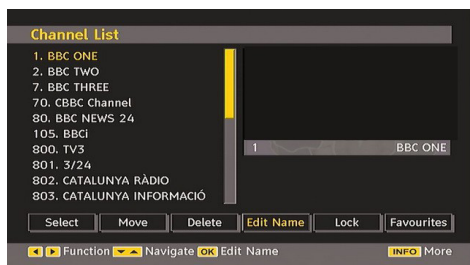 Channel List
1. BBC ONE
2. BBC TWO
7. BBC THREE
70. CBBC Channel
80. BBC NEWS 24
105. BBCi
800. TV3
801. 3/24
802. CATALUNYA RÀDIO
803. CATALUNYA INFORMACIÓ
1 BBC ONE
Select Move Delete Edit Name Lock Favourites
Function Navigate OK Edit Name INFO More